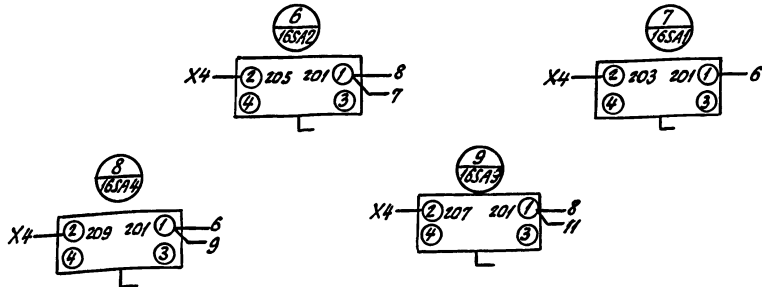 6
16SA2
X4 2 205 201 1 8
7
4 3
7
16SA1
X4 2 203 201 1 6
4 3
8
16SA4
X4 2 209 201 1 6
9
4 3
9
16SA3
X4 2 207 201 1 8
11
4 3